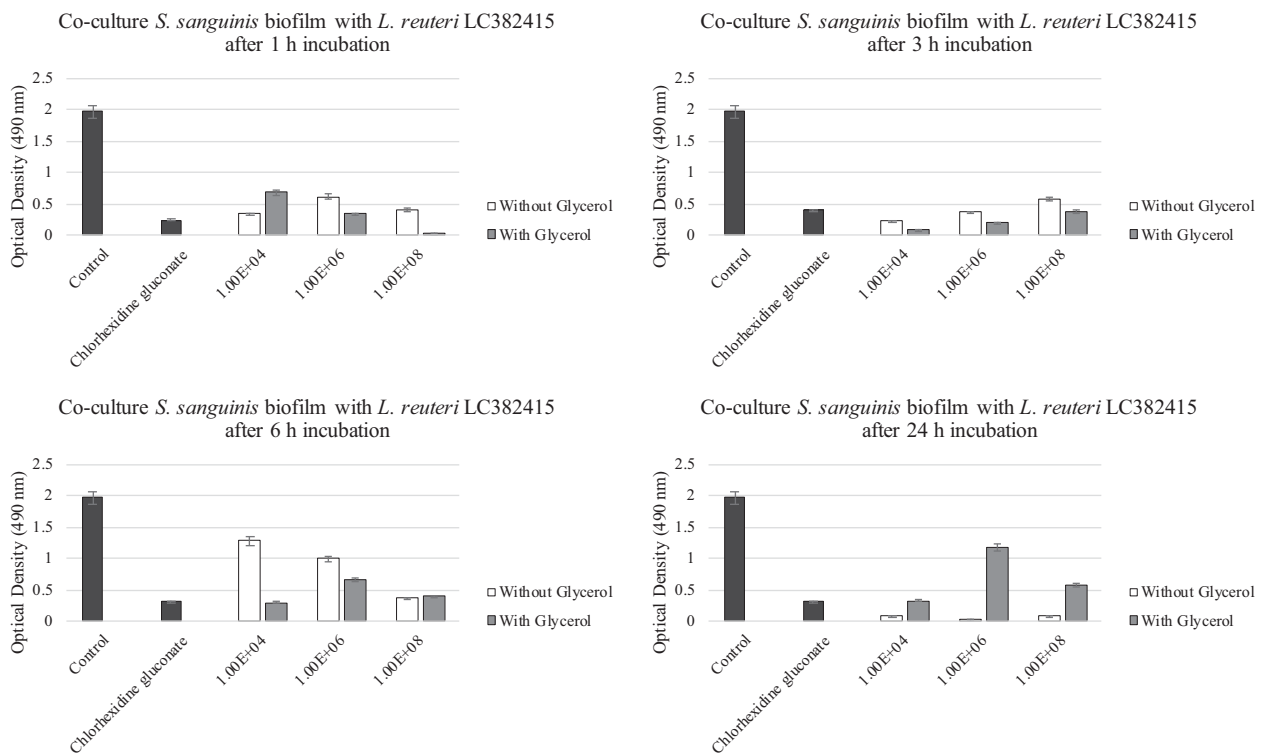 Co-culture S. sanguinis biofilm with L. reuteri LC382415
after 1 h incubation
Optical Density (490 nm)
2.5
2
1.5
1
0.5
0
Control
Chlorhexidine gluconate
1.00E+04
1.00E+06
1.00E+08
Without Glycerol
With Glycerol
Co-culture S. sanguinis biofilm with L. reuteri LC382415
after 3 h incubation
Optical Density (490 nm)
2.5
2
1.5
1
0.5
0
Control
Chlorhexidine gluconate
1.00E+04
1.00E+06
1.00E+08
Without Glycerol
With Glycerol
Co-culture S. sanguinis biofilm with L. reuteri LC382415
after 6 h incubation
Optical Density (490 nm)
2.5
2
1.5
1
0.5
0
Control
Chlorhexidine gluconate
1.00E+04
1.00E+06
1.00E+08
Without Glycerol
With Glycerol
Co-culture S. sanguinis biofilm with L. reuteri LC382415
after 24 h incubation
Optical Density (490 nm)
2.5
2
1.5
1
0.5
0
Control
Chlorhexidine gluconate
1.00E+04
1.00E+06
1.00E+08
Without Glycerol
With Glycerol